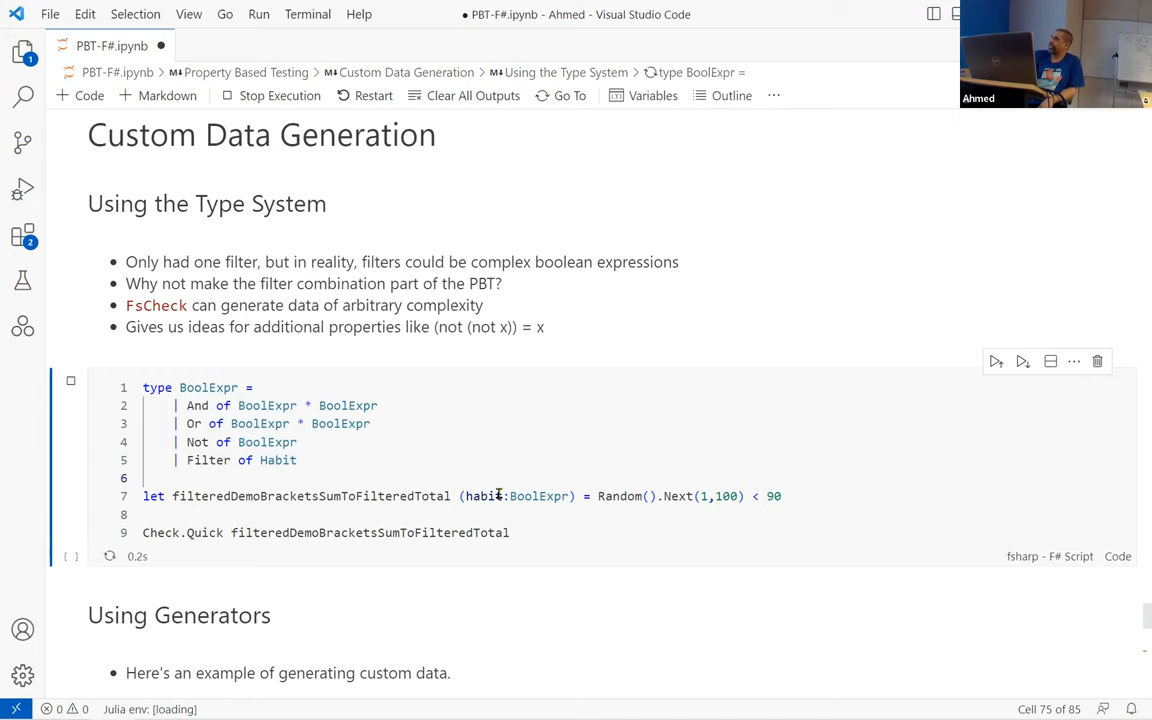 File Edit Selection View Go Run Terminal Help
● PBT-F#.ipynb - Ahmed - Visual Studio Code
PBT-F#.ipynb ●
PBT-F#.ipynb > M↓Property Based Testing > M↓Custom Data Generation > M↓Using the Type System > type BoolExpr =
+ Code + Markdown Stop Execution Restart Clear All Outputs Go To Variables Outline ...
Ahmed
1
2
Custom Data Generation
Using the Type System
• Only had one filter, but in reality, filters could be complex boolean expressions
• Why not make the filter combination part of the PBT?
• FsCheck can generate data of arbitrary complexity
• Gives us ideas for additional properties like (not (not x)) = x
1 type BoolExpr =
2 | And of BoolExpr * BoolExpr
3 | Or of BoolExpr * BoolExpr
4 | Not of BoolExpr
5 | Filter of Habit
6
7 let filteredDemoBracketsSumToFilteredTotal (habit:BoolExpr) = Random().Next(1,100) < 90
8
9 Check.Quick filteredDemoBracketsSumToFilteredTotal
[ ] 0.2s fsharp - F# Script Code
Using Generators
• Here's an example of generating custom data.
0 0 Julia env: [loading] Cell 75 of 85